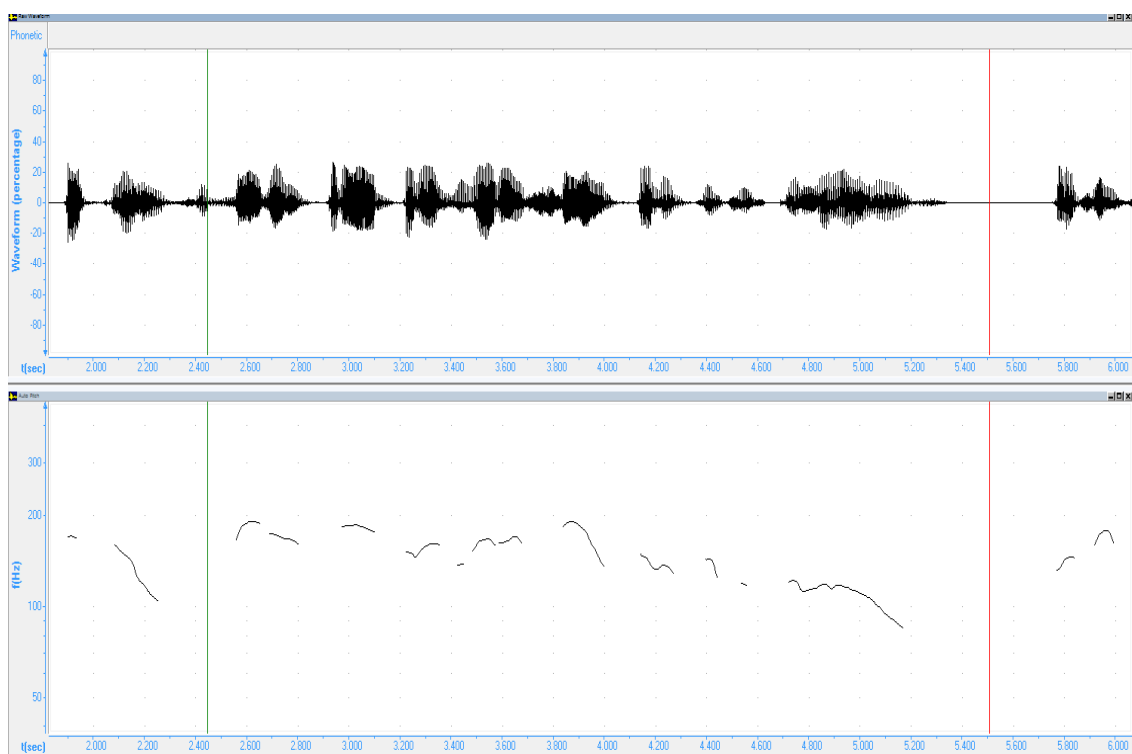 Raw Waveform
Phonetic
Waveform (percentage)
80
60
40
20
0
-20
-40
-60
-80
t(sec) 2.000 2.200 2.400 2.600 2.800 3.000 3.200 3.400 3.600 3.800 4.000 4.200 4.400 4.600 4.800 5.000 5.200 5.400 5.600 5.800 6.000
Auto Pitch
f(Hz)
300
200
100
50
t(sec) 2.000 2.200 2.400 2.600 2.800 3.000 3.200 3.400 3.600 3.800 4.000 4.200 4.400 4.600 4.800 5.000 5.200 5.400 5.600 5.800 6.000